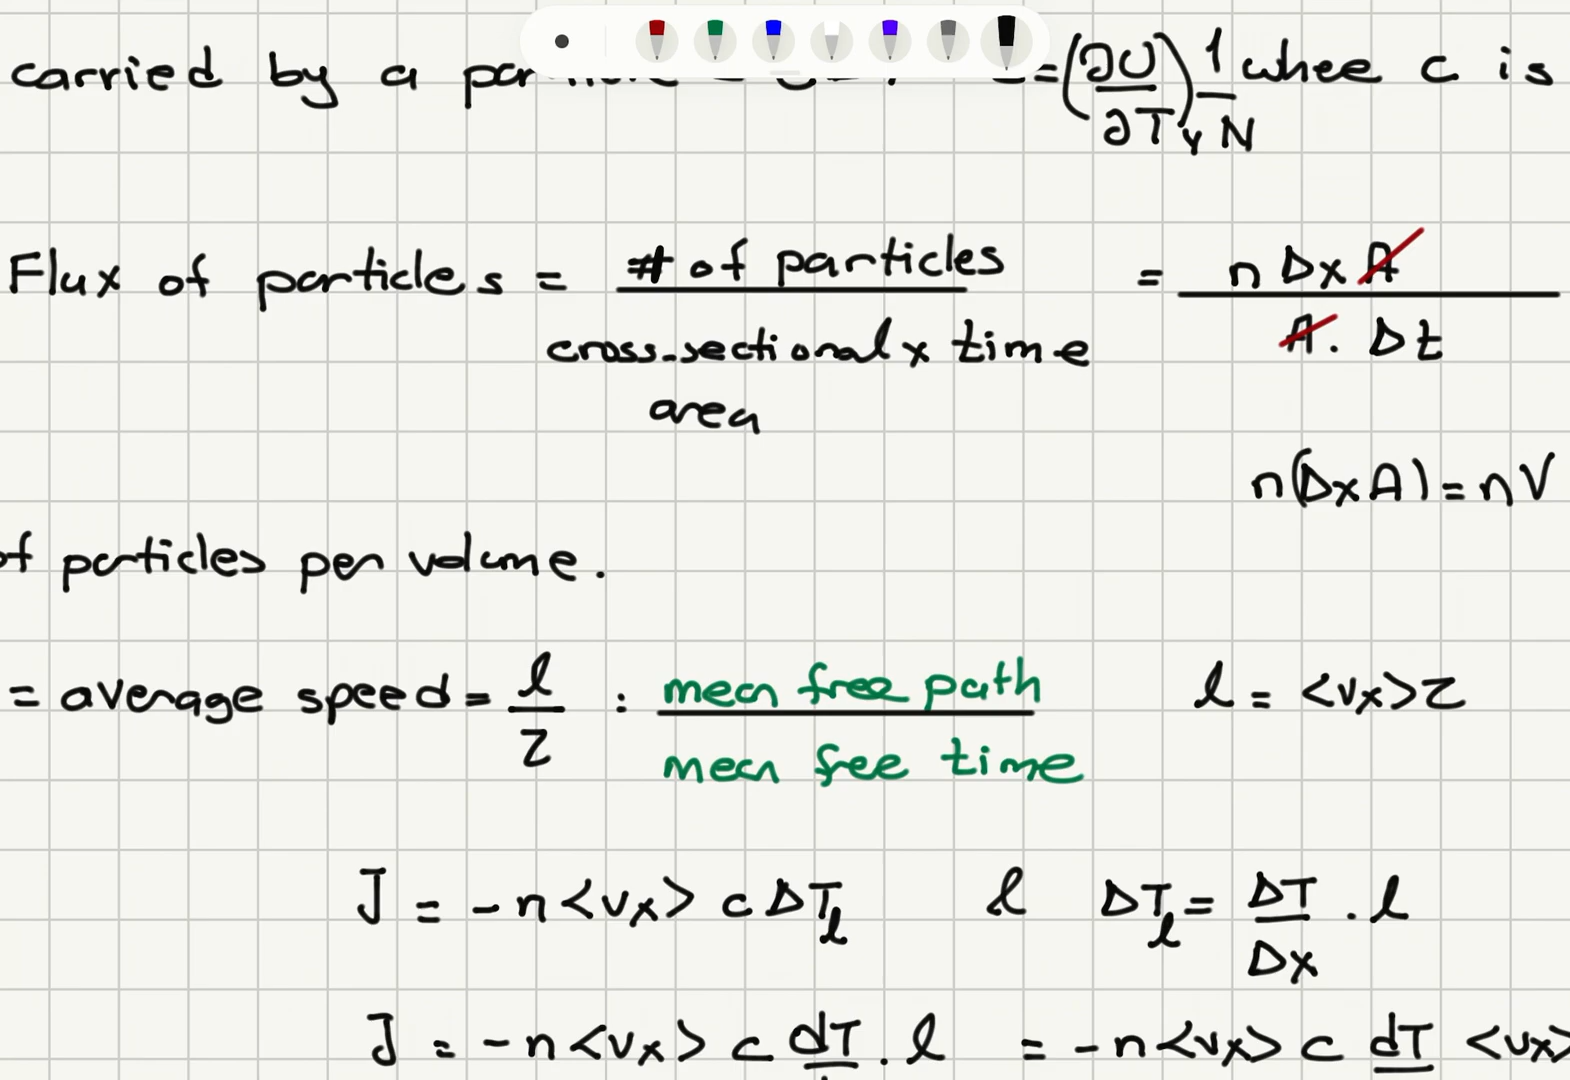 carried by a = (∂U/∂T)_V 1/N whee c is
Flux of particles = # of particles / cross-sectional x time area = n Δx A / A. Δt
n(Δx A) = nV
of particles per volume.
= average speed = l/τ : mean free path / mean free time l = <vx>τ
J = -n<vx> c ΔT_l l ΔT_l = ΔT/Δx . l
J = -n<vx> c dT . l = -n<vx> c dT <vx>